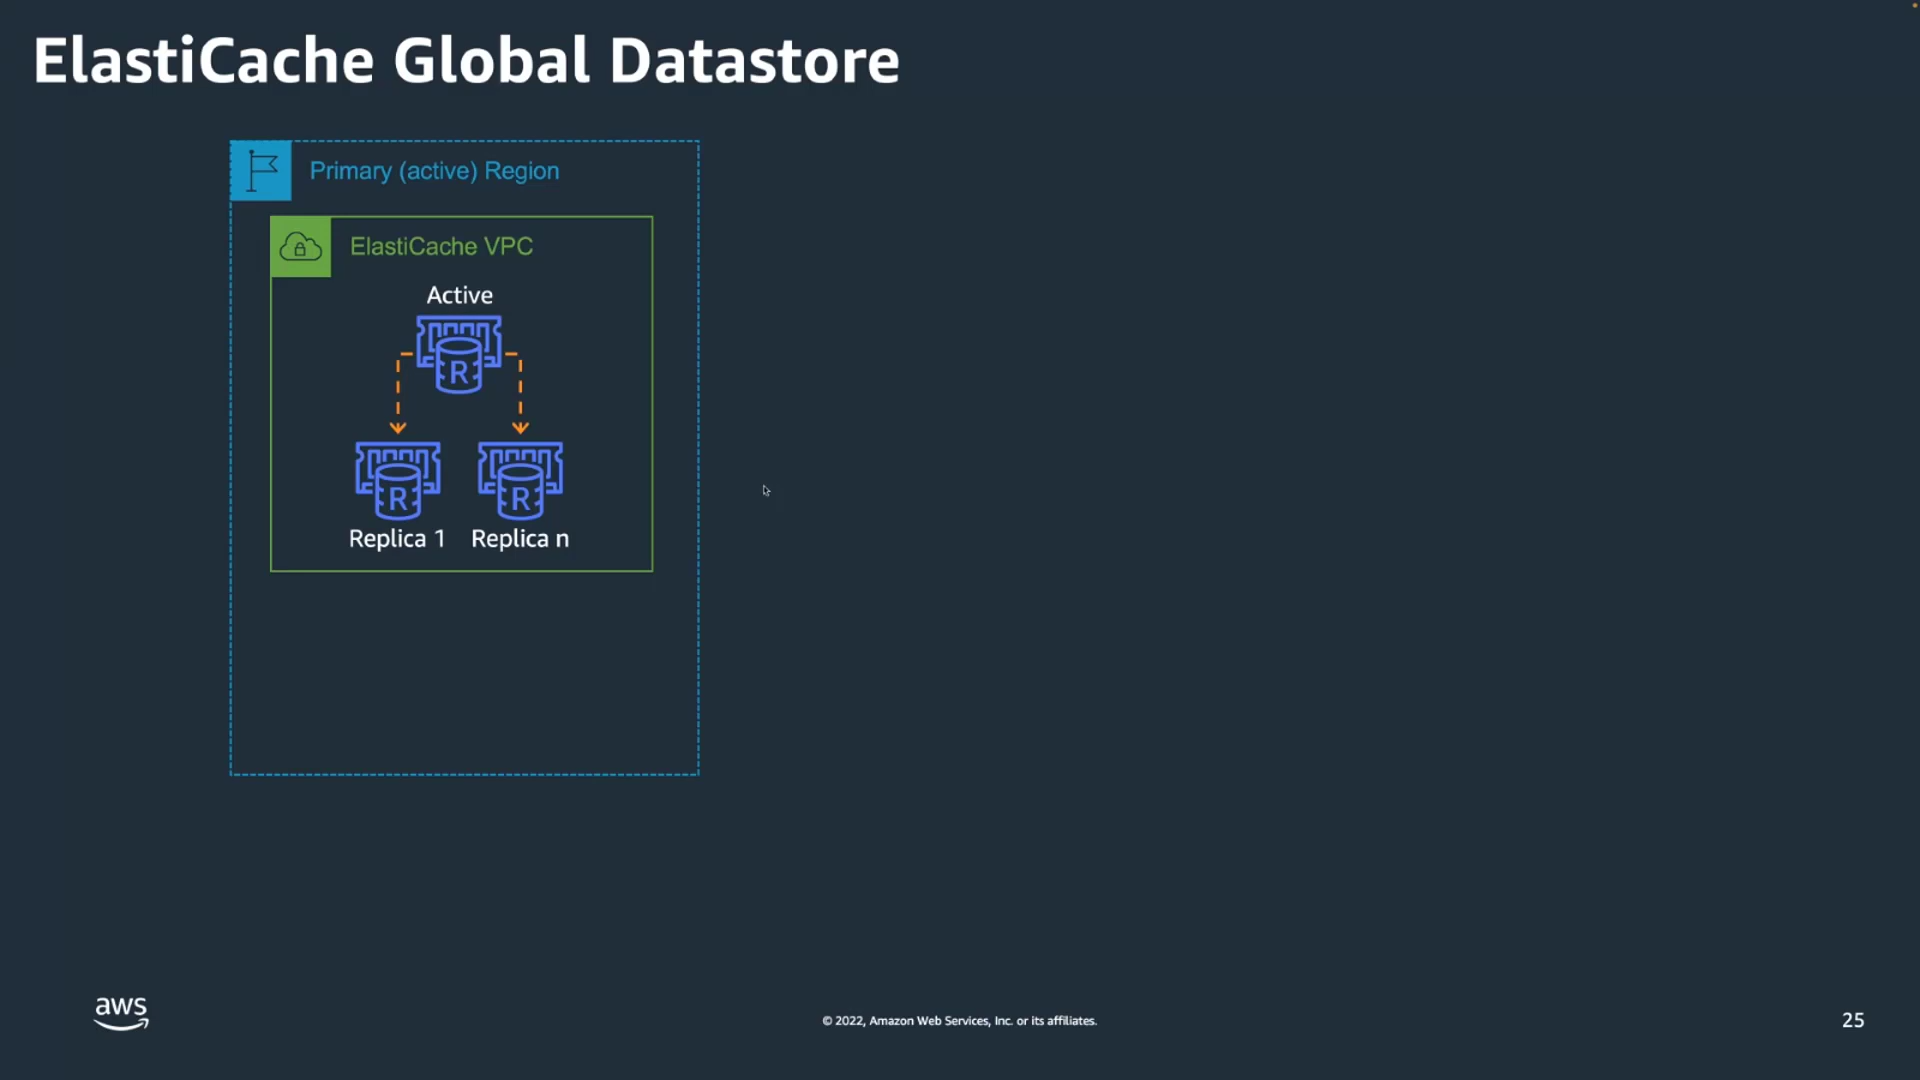 ElastiCache Global Datastore
Primary (active) Region
ElastiCache VPC
Active
R
R
R
Replica 1
Replica n
aws
© 2022, Amazon Web Services, Inc. or its affiliates.
25